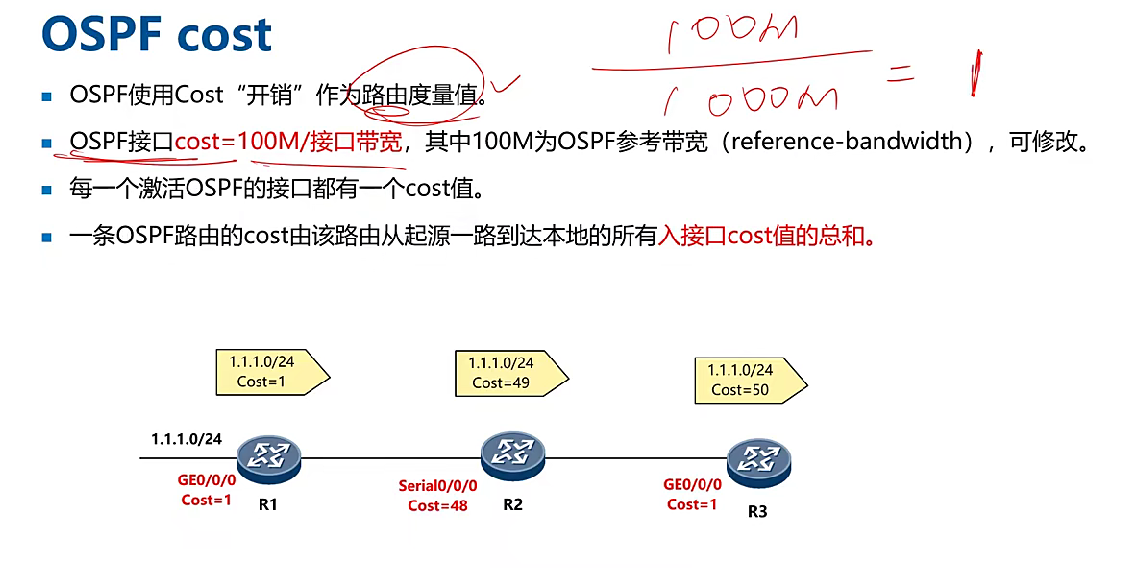 OSPF cost
100M
1000M
= 1
OSPF使用Cost“开销”作为路由度量值。
OSPF接口cost=100M/接口带宽，其中100M为OSPF参考带宽（reference-bandwidth），可修改。
每一个激活OSPF的接口都有一个cost值。
一条OSPF路由的cost由该路由从起源一路到达本地的所有入接口cost值的总和。
1.1.1.0/24
Cost=1
1.1.1.0/24
Cost=49
1.1.1.0/24
Cost=50
1.1.1.0/24
GE0/0/0
Cost=1
R1
Serial0/0/0
Cost=48
R2
GE0/0/0
Cost=1
R3